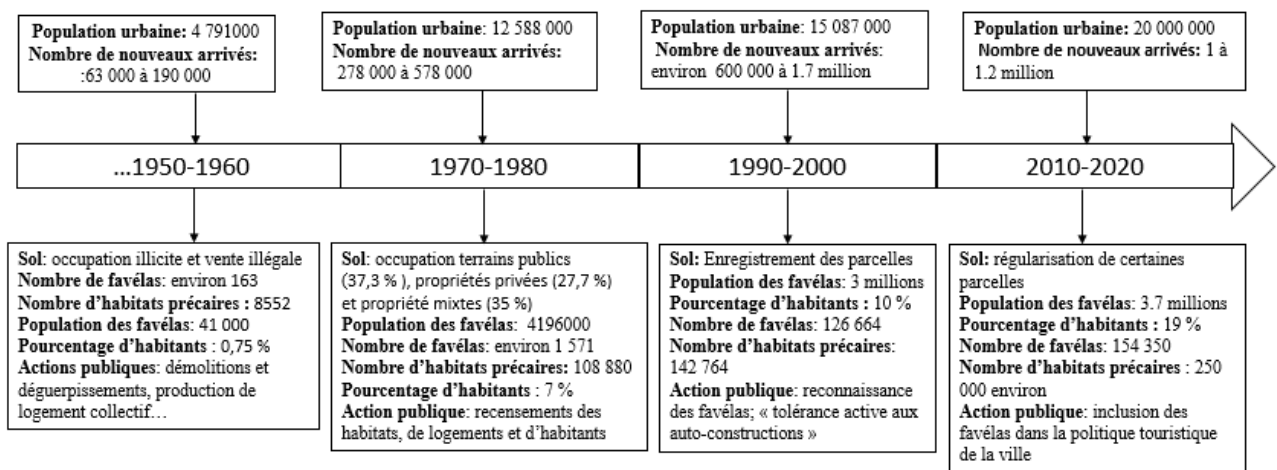 Population urbaine: 4 791000
Nombre de nouveaux arrivés:
:63 000 à 190 000
Population urbaine: 12 588 000
Nombre de nouveaux arrivés:
278 000 à 578 000
Population urbaine: 15 087 000
Nombre de nouveaux arrivés:
environ 600 000 à 1.7 million
Population urbaine: 20 000 000
Nombre de nouveaux arrivés: 1 à
1.2 million
...1950-1960
1970-1980
1990-2000
2010-2020
Sol: occupation illicite et vente illégale
Nombre de favélas: environ 163
Nombre d'habitats précaires : 8552
Population des favélas: 41 000
Pourcentage d'habitants : 0,75 %
Actions publiques: démolitions et
déguerpissements, production de
logement collectif…
Sol: occupation terrains publics
(37,3 % ), propriétés privées (27,7 %)
et propriété mixtes (35 %)
Population des favélas: 4196000
Nombre de favélas: environ 1 571
Nombre d'habitats précaires: 108 880
Pourcentage d'habitants : 7 %
Action publique: recensements des
habitats, de logements et d'habitants
Sol: Enregistrement des parcelles
Population des favélas: 3 millions
Pourcentage d'habitants : 10 %
Nombre de favélas: 126 664
Nombre d'habitats précaires:
142 764
Action publique: reconnaissance
des favélas; « tolérance active aux
auto-constructions »
Sol: régularisation de certaines
parcelles
Population des favélas: 3.7 millions
Pourcentage d'habitants : 19 %
Nombre de favélas: 154 350
Nombre d'habitats précaires : 250
000 environ
Action publique: inclusion des
favélas dans la politique touristique
de la ville